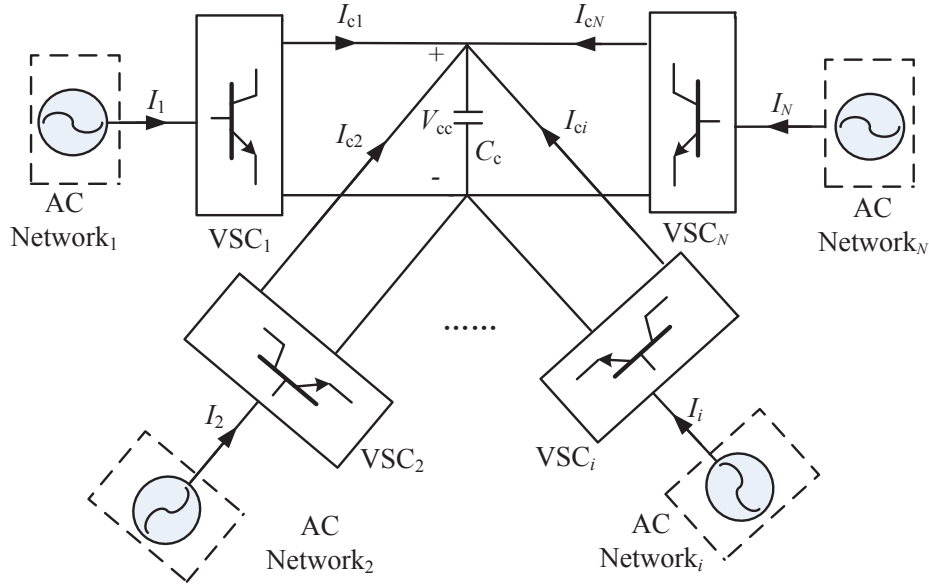 I_c1
I_cN
+
I_1
I_N
V_cc
I_c2
I_ci
C_c
-
AC
Network_1
VSC_1
VSC_N
AC
Network_N
......
I_2
I_i
VSC_2
VSC_i
AC
Network_2
AC
Network_i